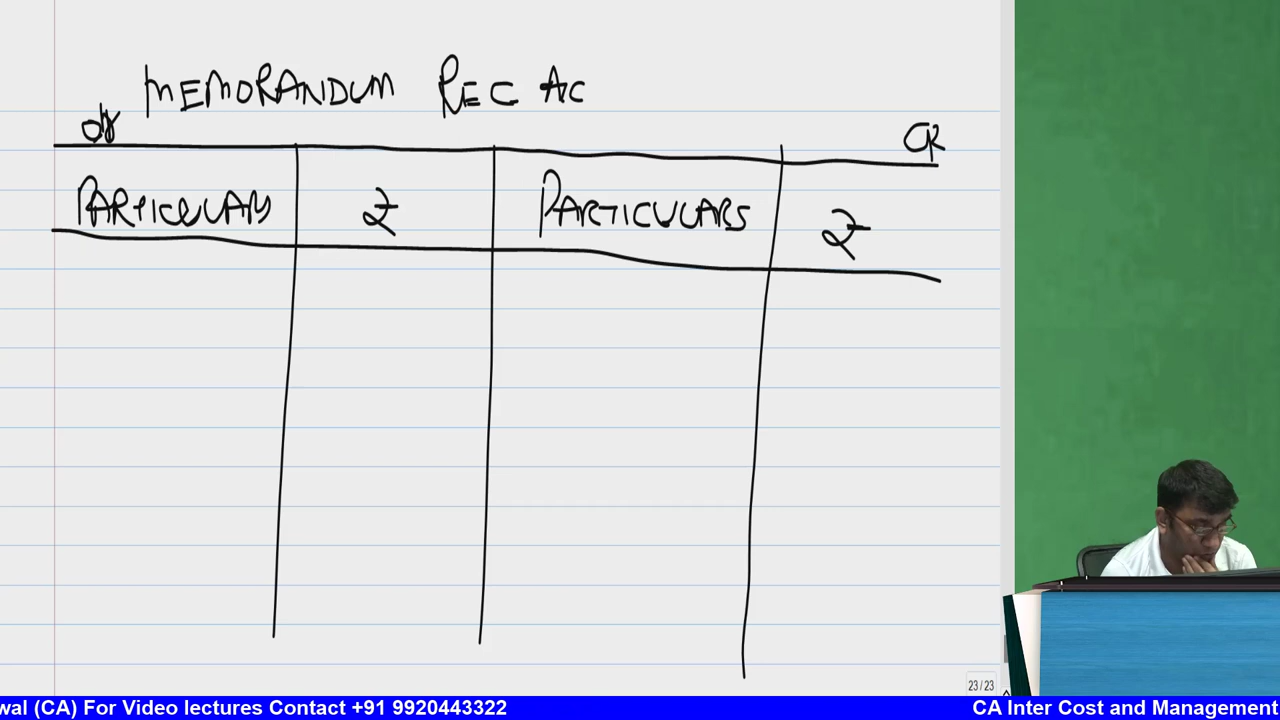 MEMORANDUM REC AC
dr
CR
PARTICULARS ₹ PARTICULARS ₹
23/23
wal (CA) For Video lectures Contact +91 9920443322
CA Inter Cost and Management